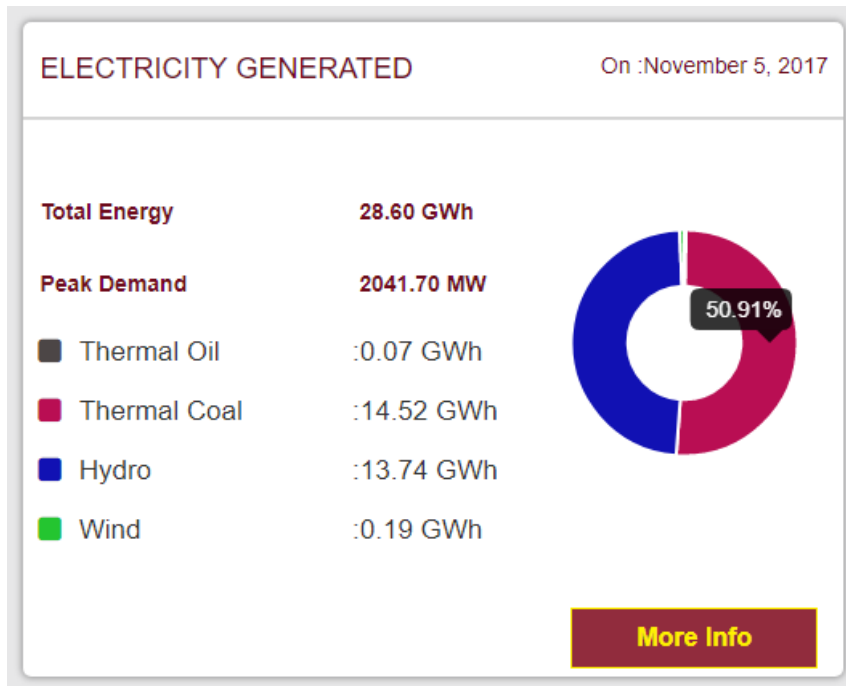 ELECTRICITY GENERATED On :November 5, 2017
Total Energy 28.60 GWh
Peak Demand 2041.70 MW
Thermal Oil :0.07 GWh
Thermal Coal :14.52 GWh
Hydro :13.74 GWh
Wind :0.19 GWh
50.91%
More Info